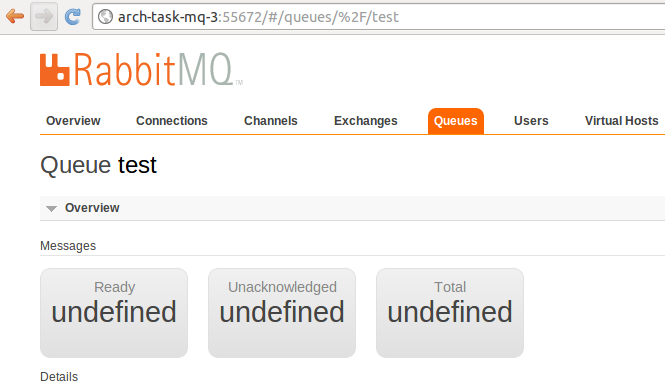 arch-task-mq-3:55672/#/queues/%2F/test
RabbitMQ TM
Overview Connections Channels Exchanges Queues Users Virtual Hosts
Queue test
Overview
Messages
Ready Unacknowledged Total
undefined undefined undefined
Details